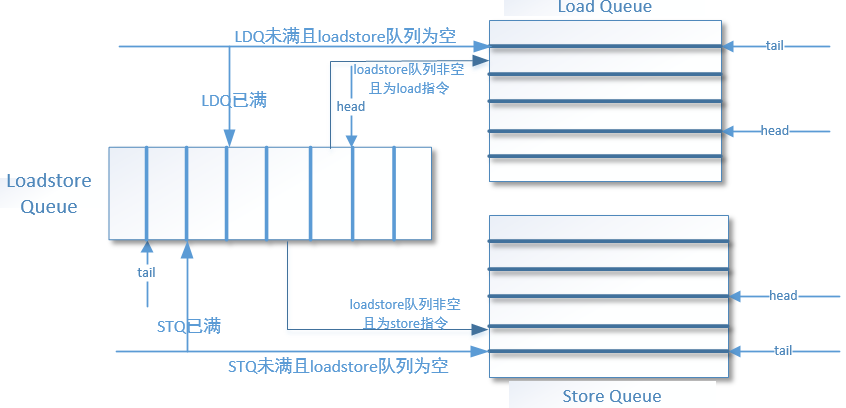 Load Queue
LDQ未满且loadstore队列为空
tail
loadstore队列非空
且为load指令
LDQ已满
head
head
Loadstore
Queue
tail
loadstore队列非空
且为store指令
head
STQ已满
tail
STQ未满且loadstore队列为空
Store Queue